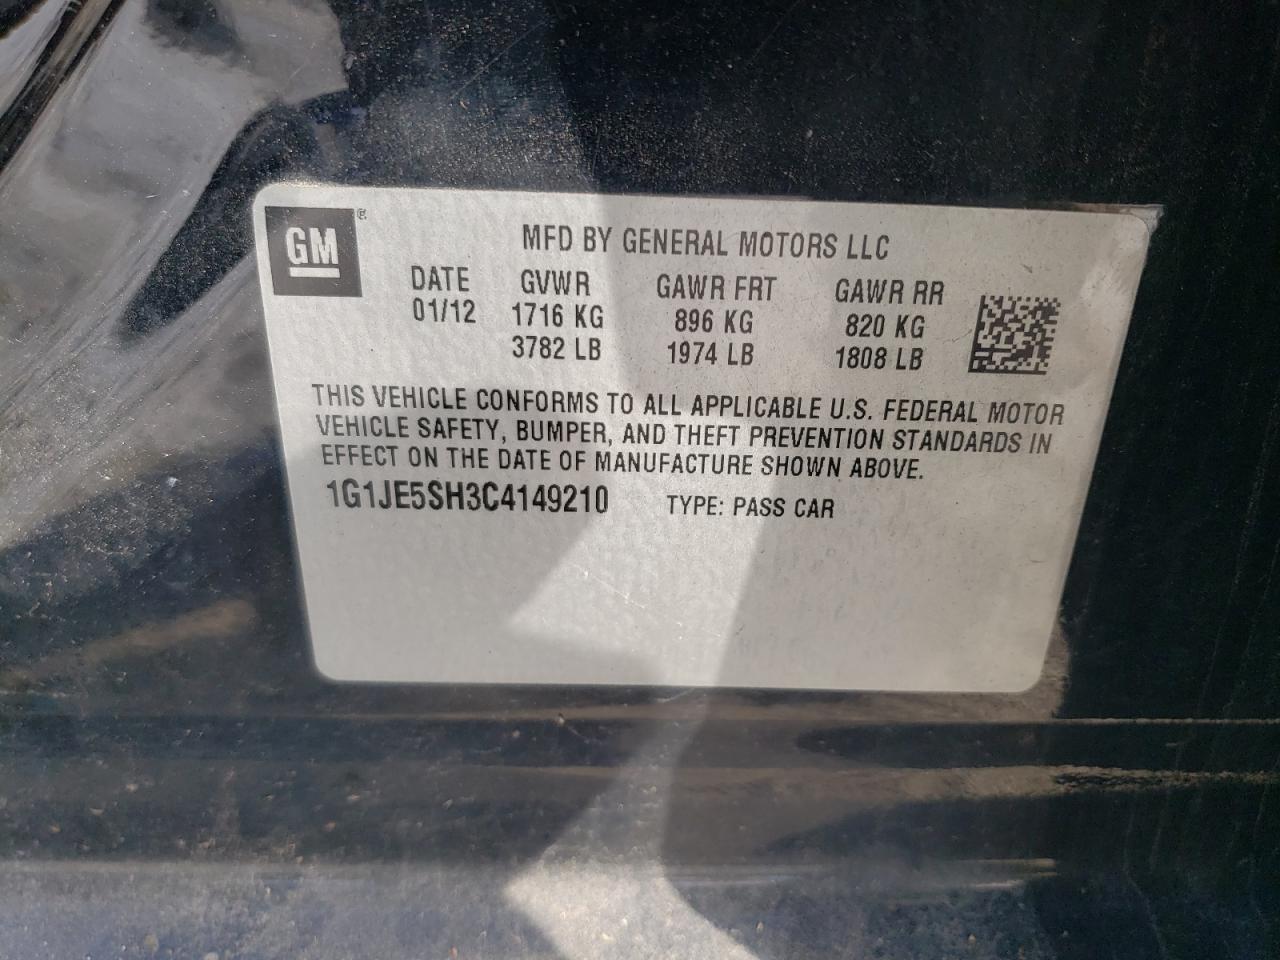 GM ®
MFD BY GENERAL MOTORS LLC
DATE GVWR GAWR FRT GAWR RR
01/12 1716 KG 896 KG 820 KG
3782 LB 1974 LB 1808 LB
THIS VEHICLE CONFORMS TO ALL APPLICABLE U.S. FEDERAL MOTOR
VEHICLE SAFETY, BUMPER, AND THEFT PREVENTION STANDARDS IN
EFFECT ON THE DATE OF MANUFACTURE SHOWN ABOVE.
1G1JE5SH3C4149210 TYPE: PASS CAR